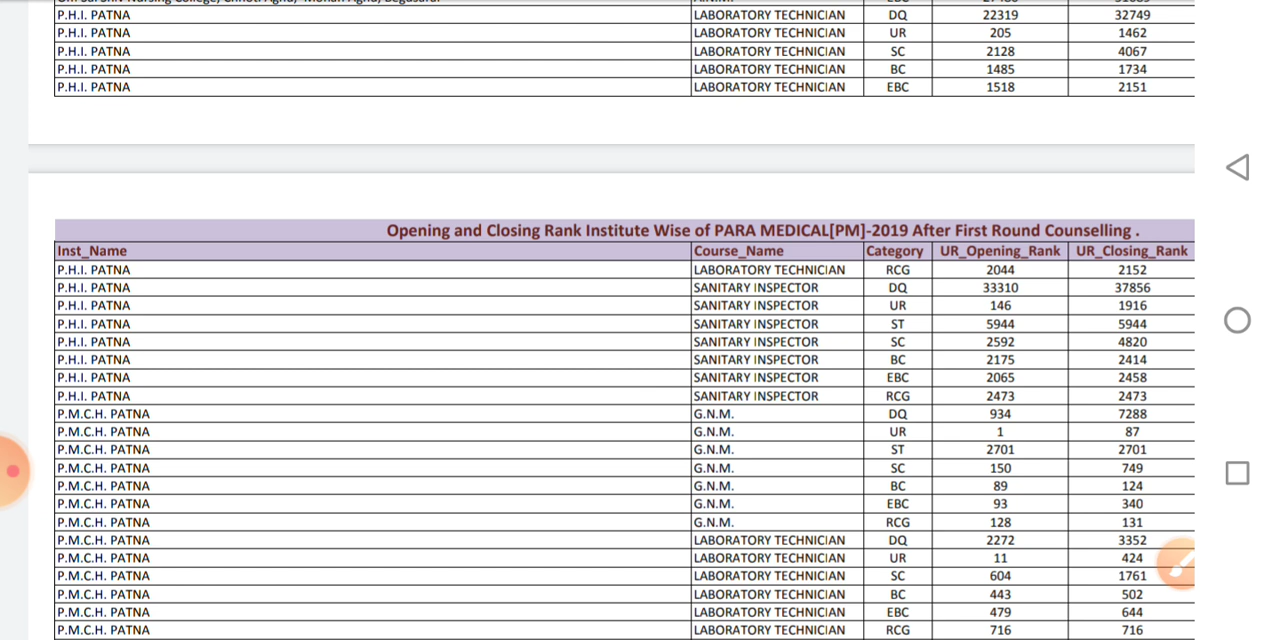 P.H.I. PATNA LABORATORY TECHNICIAN DQ 22319 32749
P.H.I. PATNA LABORATORY TECHNICIAN UR 205 1462
P.H.I. PATNA LABORATORY TECHNICIAN SC 2128 4067
P.H.I. PATNA LABORATORY TECHNICIAN BC 1485 1734
P.H.I. PATNA LABORATORY TECHNICIAN EBC 1518 2151
Opening and Closing Rank Institute Wise of PARA MEDICAL[PM]-2019 After First Round Counselling .
Inst_Name Course_Name Category UR_Opening_Rank UR_Closing_Rank
P.H.I. PATNA LABORATORY TECHNICIAN RCG 2044 2152
P.H.I. PATNA SANITARY INSPECTOR DQ 33310 37856
P.H.I. PATNA SANITARY INSPECTOR UR 146 1916
P.H.I. PATNA SANITARY INSPECTOR ST 5944 5944
P.H.I. PATNA SANITARY INSPECTOR SC 2592 4820
P.H.I. PATNA SANITARY INSPECTOR BC 2175 2414
P.H.I. PATNA SANITARY INSPECTOR EBC 2065 2458
P.H.I. PATNA SANITARY INSPECTOR RCG 2473 2473
P.M.C.H. PATNA G.N.M. DQ 934 7288
P.M.C.H. PATNA G.N.M. UR 1 87
P.M.C.H. PATNA G.N.M. ST 2701 2701
P.M.C.H. PATNA G.N.M. SC 150 749
P.M.C.H. PATNA G.N.M. BC 89 124
P.M.C.H. PATNA G.N.M. EBC 93 340
P.M.C.H. PATNA G.N.M. RCG 128 131
P.M.C.H. PATNA LABORATORY TECHNICIAN DQ 2272 3352
P.M.C.H. PATNA LABORATORY TECHNICIAN UR 11 424
P.M.C.H. PATNA LABORATORY TECHNICIAN SC 604 1761
P.M.C.H. PATNA LABORATORY TECHNICIAN BC 443 502
P.M.C.H. PATNA LABORATORY TECHNICIAN EBC 479 644
P.M.C.H. PATNA LABORATORY TECHNICIAN RCG 716 716